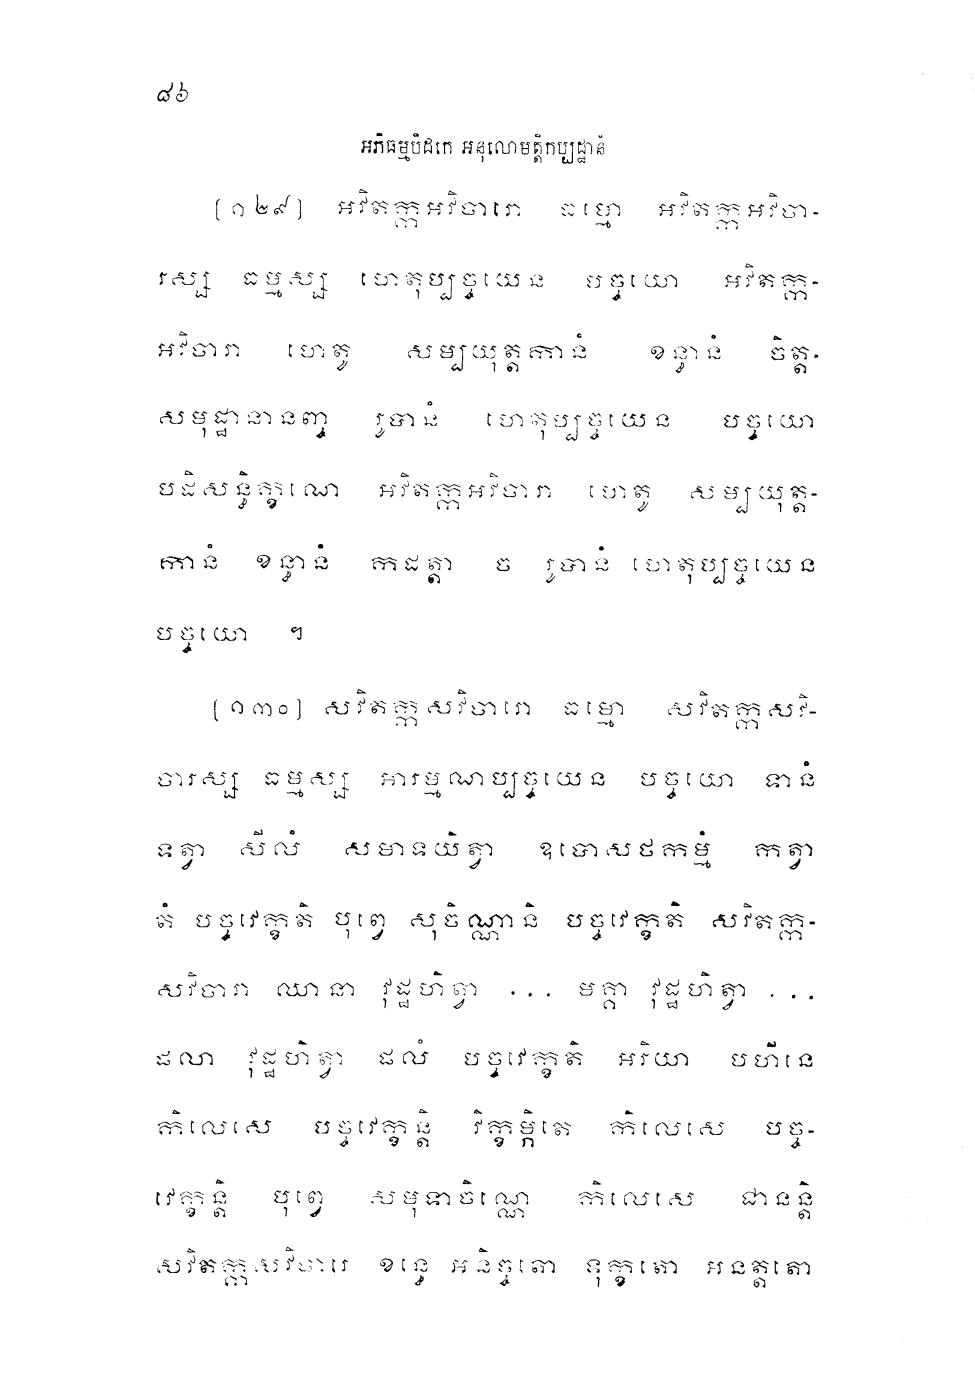 ៨៦
អភិធម្មបិដកេ អនុលោមត្តិកប្បដ្ឋានំ
[១២៩] អវិតក្កអវិចារោ ធម្មោ អវិតក្កអវិចា-
រស្ស ធម្មស្ស ហេតុប្បច្ចយេន បច្ចយោ អវិតក្ក-
អវិចារា ហេតូ សម្បយុត្តកានំ ខន្ធានំ ចិត្ត-
សមុដ្ឋានានញ្ច រូបានំ ហេតុប្បច្ចយេន បច្ចយោ
បដិសន្ធិក្ខណេ អវិតក្កអវិចារា ហេតូ សម្បយុត្ត-
កានំ ខន្ធានំ កដត្តា ច រូបានំ ហេតុប្បច្ចយេន
បច្ចយោ ។
[១៣០] សវិតក្កសវិចារោ ធម្មោ សវិតក្កសវិ-
ចារស្ស ធម្មស្ស អារម្មណប្បច្ចយេន បច្ចយោ ទានំ
ទត្វា សីលំ សមាទយិត្វា ឧបោសថកម្មំ កត្វា
តំ បច្ចវេក្ខតិ បុព្វេ សុចិណ្ណានិ បច្ចវេក្ខតិ សវិតក្ក-
សវិចារា ឈានា វុដ្ឋហិត្វា ... មគ្គា វុដ្ឋហិត្វា ...
ផលា វុដ្ឋហិត្វា ផលំ បច្ចវេក្ខតិ អរិយា បហីនេ
កិលេសេ បច្ចវេក្ខន្តិ វិក្ខម្ភិតេ កិលេសេ បច្ច-
វេក្ខន្តិ បុព្វេ សមុទាចិណ្ណេ កិលេសេ ជានន្តិ
សវិតក្កសវិចារេ ខន្ធេ អនិច្ចតោ ទុក្ខតោ អនត្តតោ